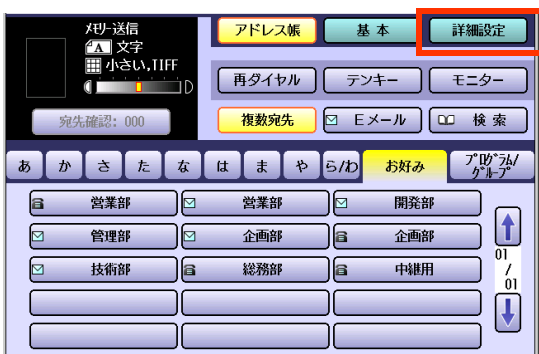 ﾒﾓﾘｰ送信
A 文字
小さい,TIFF
D
宛先確認: 000
アドレス帳 基本 詳細設定
再ダイヤル テンキー モニター
複数宛先 Eメール 検索
あ か さ た な は ま や ら/わ お好み ﾌﾟﾛｸﾞﾗﾑ/
ｸﾞﾙｰﾌﾟ
営業部 営業部 開発部
管理部 企画部 企画部
技術部 総務部 中継用
01
/
01